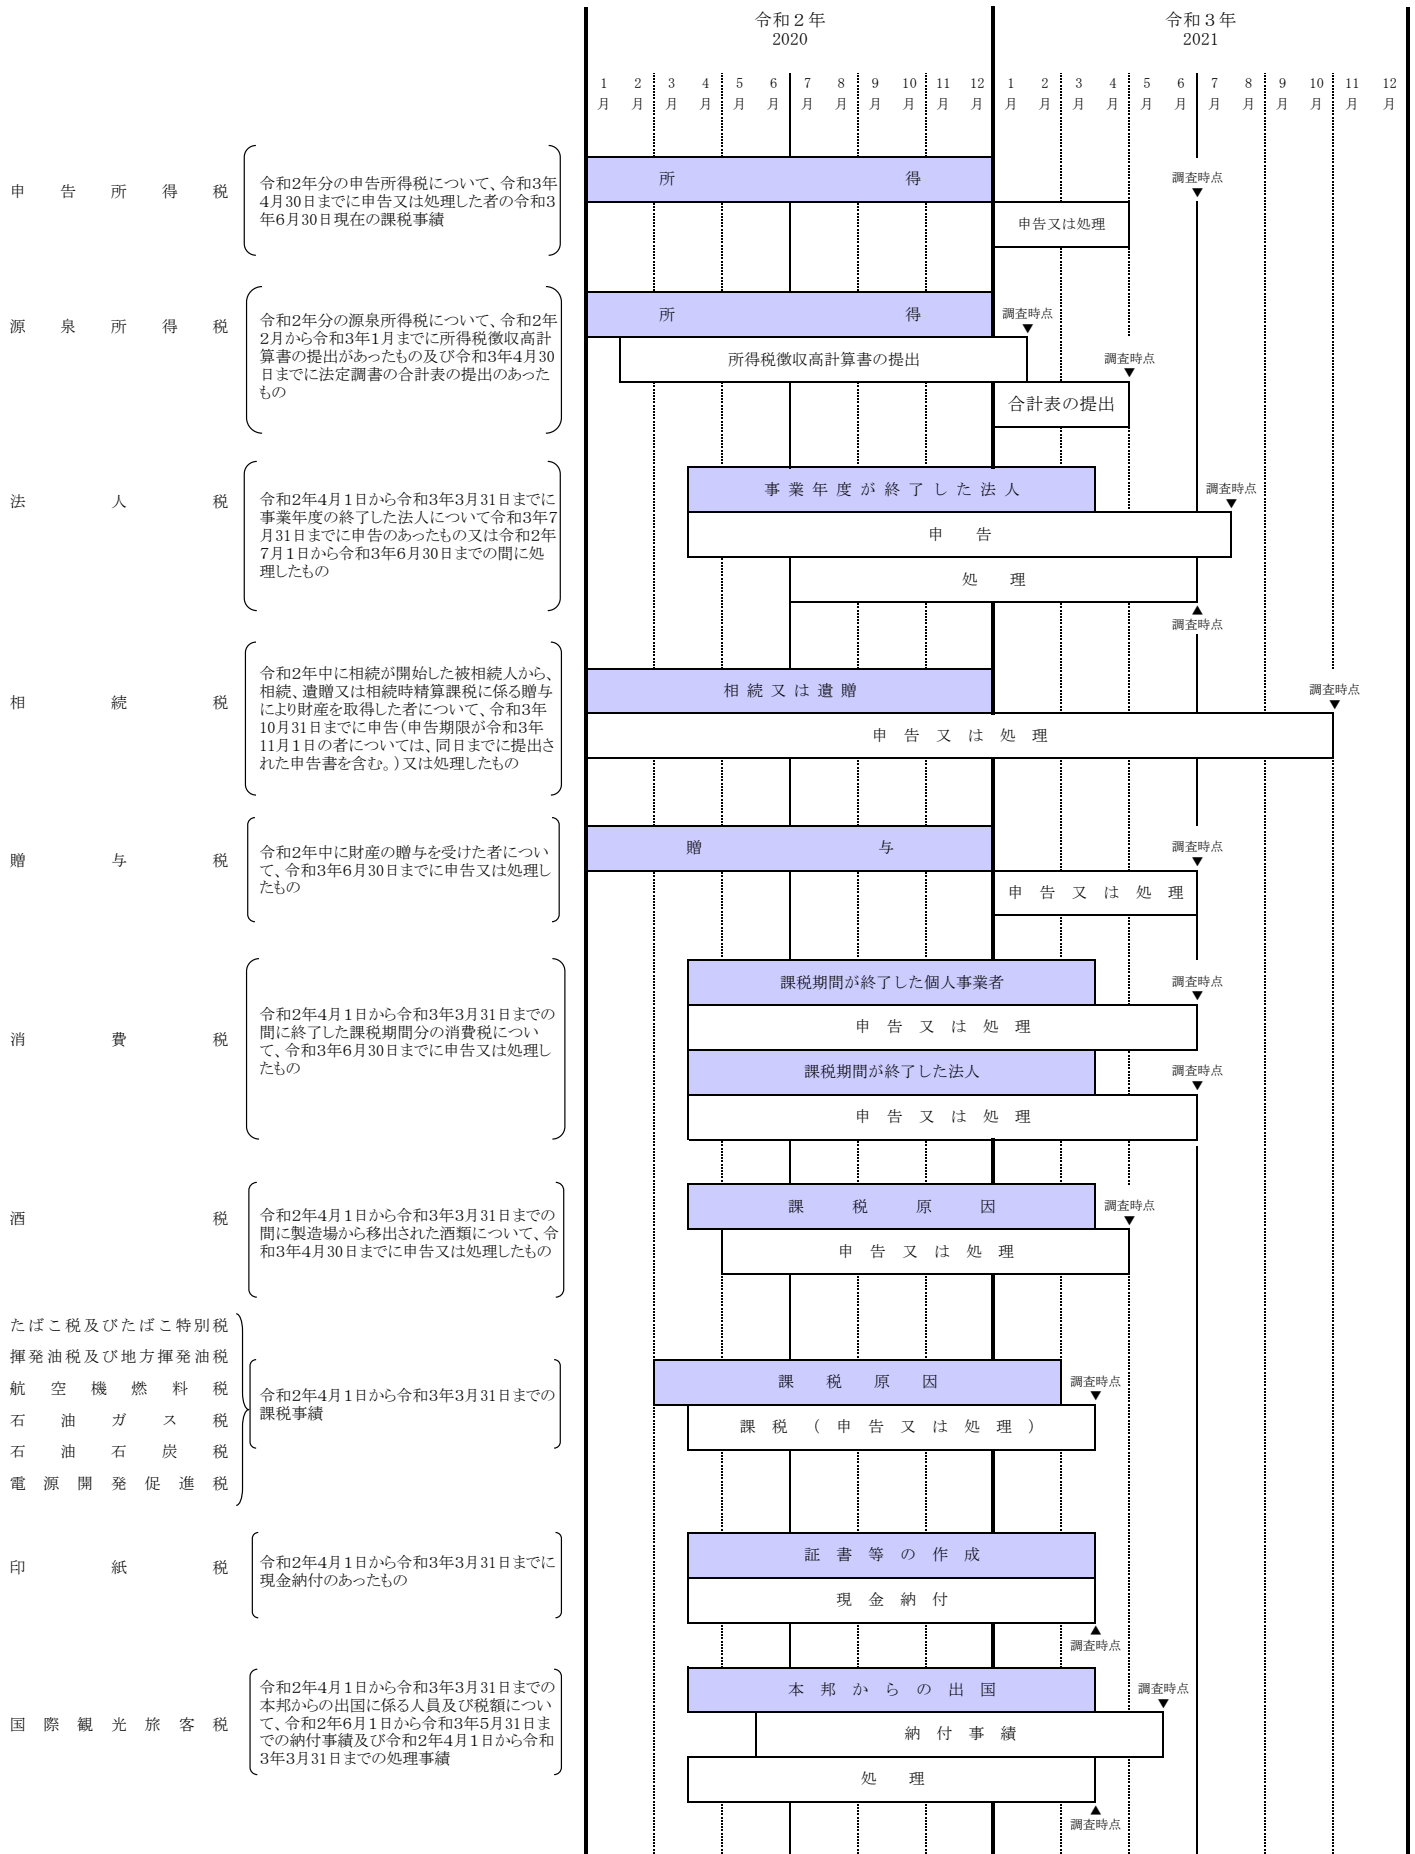 令和２年 令和３年
2020 2021
1 2 3 4 5 6 7 8 9 10 11 12 1 2 3 4 5 6 7 8 9 10 11 12
月 月 月 月 月 月 月 月 月 月 月 月 月 月 月 月 月 月 月 月 月 月 月 月
申告所得税
令和2年分の申告所得税について、令和3年
4月30日までに申告又は処理した者の令和3
年6月30日現在の課税事績
所得
調査時点
▼
申告又は処理
源泉所得税
令和2年分の源泉所得税について、令和2年
2月から令和3年1月までに所得税徴収高計
算書の提出があったもの及び令和3年4月30
日までに法定調書の合計表の提出のあった
もの
所得
調査時点
▼
所得税徴収高計算書の提出
調査時点
▼
合計表の提出
法人税
令和2年4月1日から令和3年3月31日までに
事業年度の終了した法人について令和3年7
月31日までに申告のあったもの又は令和2年
7月1日から令和3年6月30日までの間に処
理したもの
事業年度が終了した法人
調査時点
▼
申告
処理
▲
調査時点
相続税
令和2年中に相続が開始した被相続人から、
相続、遺贈又は相続時精算課税に係る贈与
により財産を取得した者について、令和3年
10月31日までに申告（申告期限が令和3年
11月1日の者については、同日までに提出さ
れた申告書を含む。）又は処理したもの
相続又は遺贈
調査時点
▼
申告又は処理
贈与税
令和2年中に財産の贈与を受けた者につい
て、令和3年6月30日までに申告又は処理し
たもの
贈与
調査時点
▼
申告又は処理
消費税
令和2年4月1日から令和3年3月31日までの
間に終了した課税期間分の消費税につい
て、令和3年6月30日までに申告又は処理し
たもの
課税期間が終了した個人事業者
調査時点
▼
申告又は処理
課税期間が終了した法人
調査時点
▼
申告又は処理
酒税
令和2年4月1日から令和3年3月31日までの
間に製造場から移出された酒類について、令
和3年4月30日までに申告又は処理したもの
課税原因
調査時点
▼
申告又は処理
たばこ税及びたばこ特別税
揮発油税及び地方揮発油税
航空機燃料税
石油ガス税
石油石炭税
電源開発促進税
令和2年4月1日から令和3年3月31日までの
課税事績
課税原因
調査時点
▼
課税（申告又は処理）
印紙税
令和2年4月1日から令和3年3月31日までに
現金納付のあったもの
証書等の作成
現金納付
▲
調査時点
国際観光旅客税
令和2年4月1日から令和3年3月31日までの
本邦からの出国に係る人員及び税額につい
て、令和2年6月1日から令和3年5月31日ま
での納付事績及び令和2年4月1日から令和
3年3月31日までの処理事績
本邦からの出国
調査時点
▼
納付事績
処理
▲
調査時点